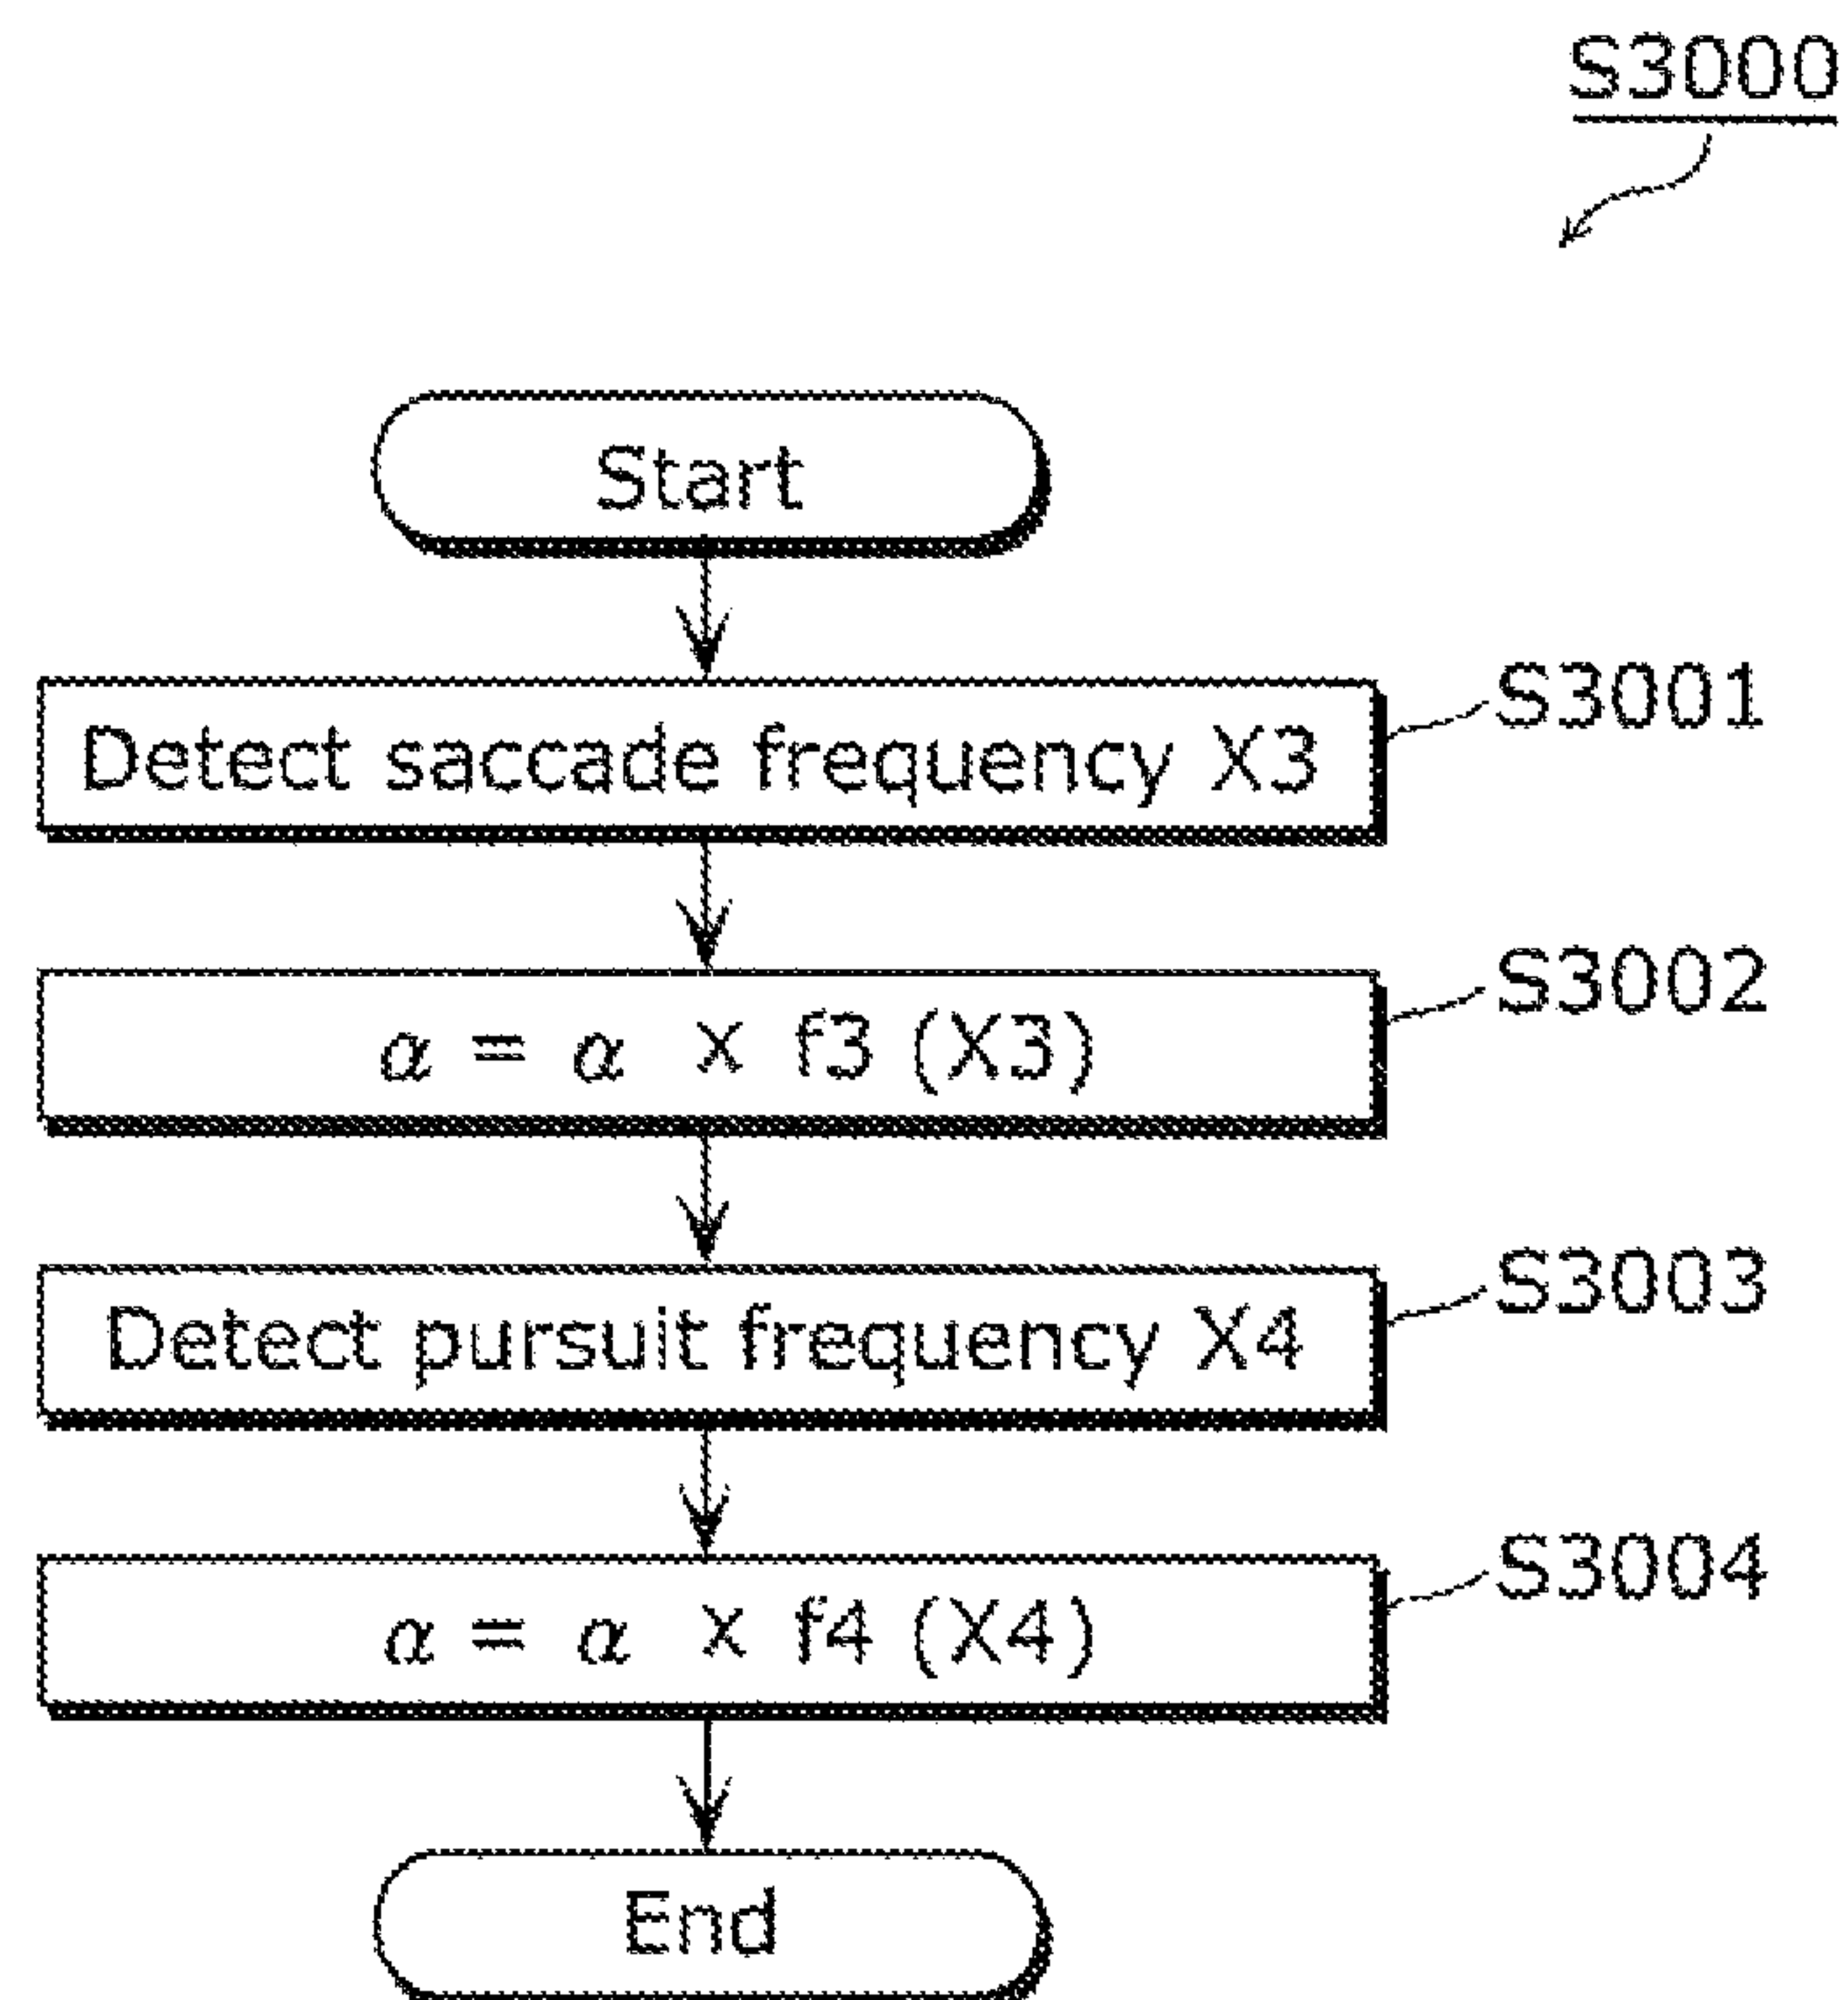 S3000
Start
Detect saccade frequency X3
S3001
α = α × f3 (X3)
S3002
Detect pursuit frequency X4
S3003
α = α × f4 (X4)
S3004
End